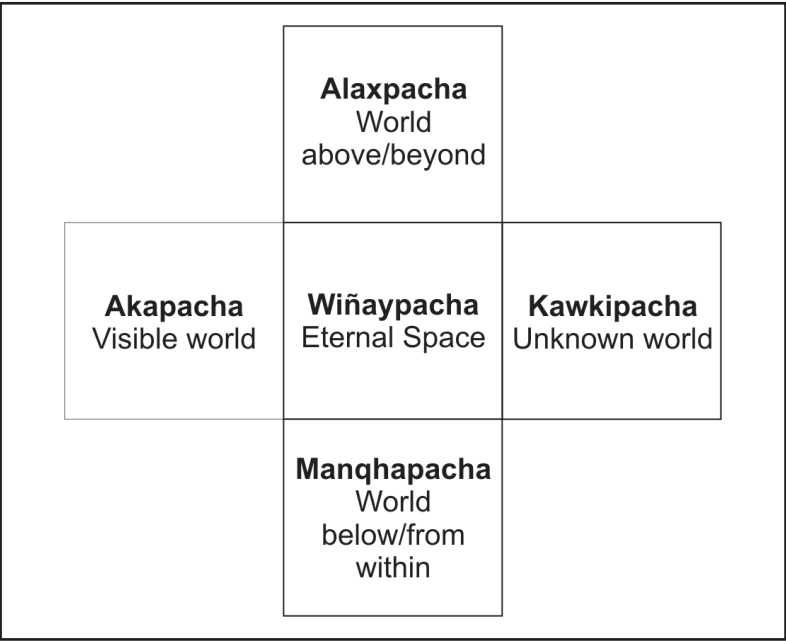 Alaxpacha
World
above/beyond
Akapacha
Visible world
Wiñaypacha
Eternal Space
Kawkipacha
Unknown world
Manqhapacha
World
below/from
within